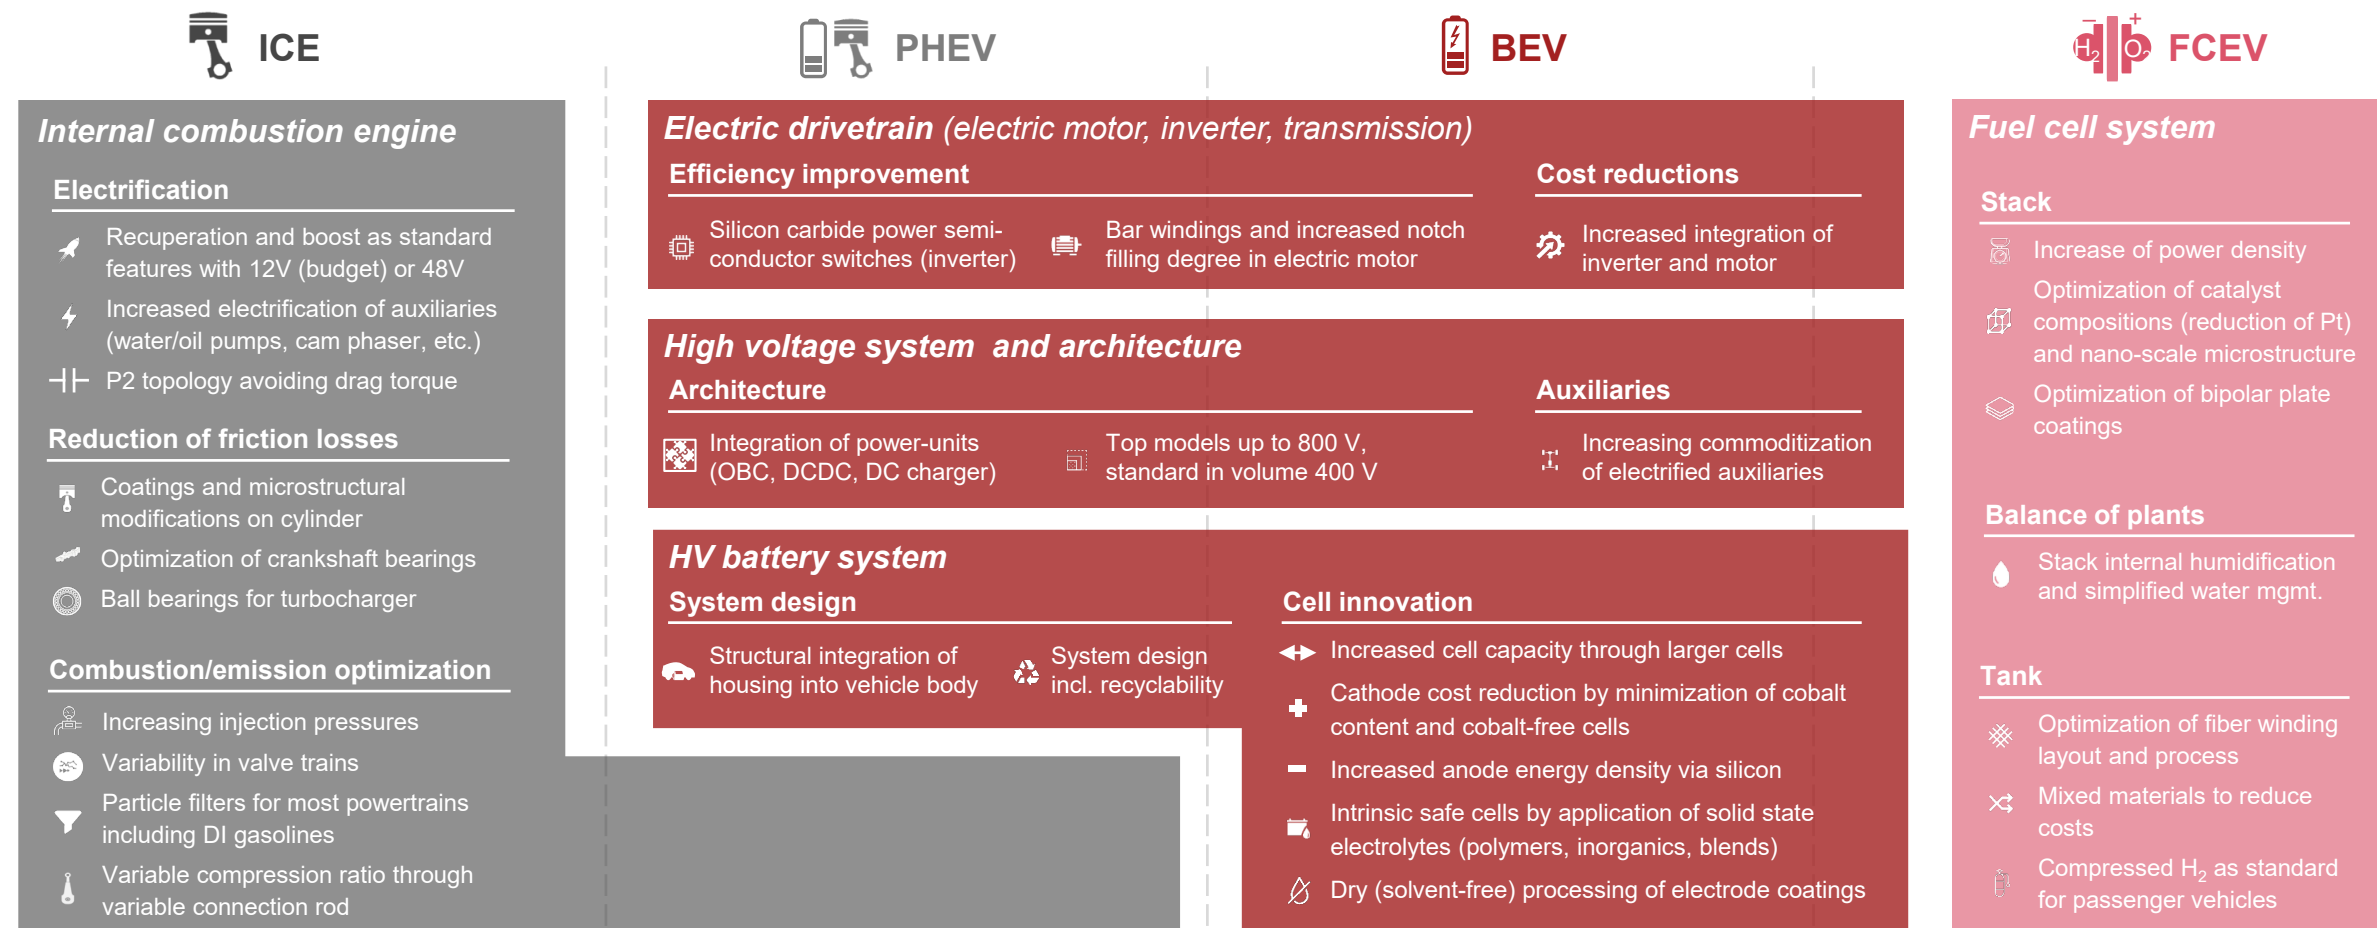 ICE
PHEV
BEV
H2 O2
− +
FCEV
Internal combustion engine
Electrification
Recuperation and boost as standard
features with 12V (budget) or 48V
Increased electrification of auxiliaries
(water/oil pumps, cam phaser, etc.)
P2 topology avoiding drag torque
Reduction of friction losses
Coatings and microstructural
modifications on cylinder
Optimization of crankshaft bearings
Ball bearings for turbocharger
Combustion/emission optimization
Increasing injection pressures
Variability in valve trains
Particle filters for most powertrains
including DI gasolines
Variable compression ratio through
variable connection rod
Electric drivetrain (electric motor, inverter, transmission)
Efficiency improvement
Silicon carbide power semi-
conductor switches (inverter)
Bar windings and increased notch
filling degree in electric motor
Cost reductions
Increased integration of
inverter and motor
High voltage system and architecture
Architecture
Integration of power-units
(OBC, DCDC, DC charger)
Top models up to 800 V,
standard in volume 400 V
Auxiliaries
Increasing commoditization
of electrified auxiliaries
HV battery system
System design
Structural integration of
housing into vehicle body
System design
incl. recyclability
Cell innovation
Increased cell capacity through larger cells
Cathode cost reduction by minimization of cobalt
content and cobalt-free cells
Increased anode energy density via silicon
Intrinsic safe cells by application of solid state
electrolytes (polymers, inorganics, blends)
Dry (solvent-free) processing of electrode coatings
Fuel cell system
Stack
Increase of power density
Optimization of catalyst
compositions (reduction of Pt)
and nano-scale microstructure
Optimization of bipolar plate
coatings
Balance of plants
Stack internal humidification
and simplified water mgmt.
Tank
Optimization of fiber winding
layout and process
Mixed materials to reduce
costs
Compressed H2 as standard
for passenger vehicles